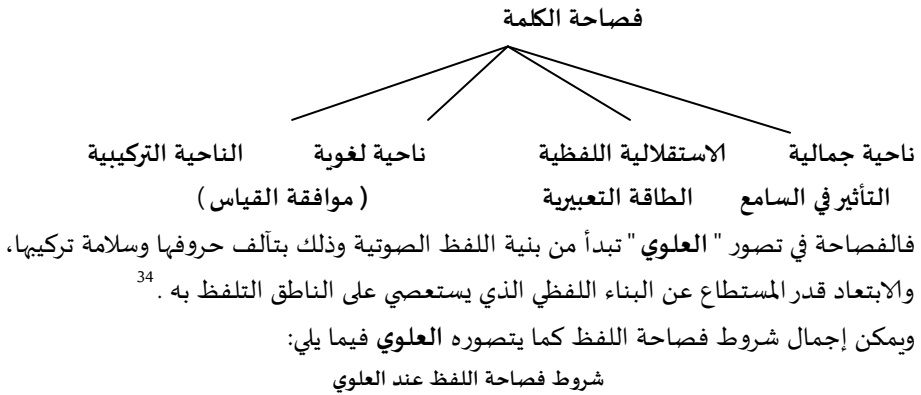 فصاحة الكلمة
ناحية جمالية الاستقلالية اللفظية ناحية لغوية الناحية التركيبية
التأثير في السامع الطاقة التعبيرية ( موافقة القياس )
فالفصاحة في تصور " العلوي " تبدأ من بنية اللفظ الصوتية وذلك بتآلف حروفها وسلامة تركيبها،
والابتعاد قدر المستطاع عن البناء اللفظي الذي يستعصي على الناطق التلفظ به . 34
ويمكن إجمال شروط فصاحة اللفظ كما يتصوره العلوي فيما يلي:
شروط فصاحة اللفظ عند العلوي